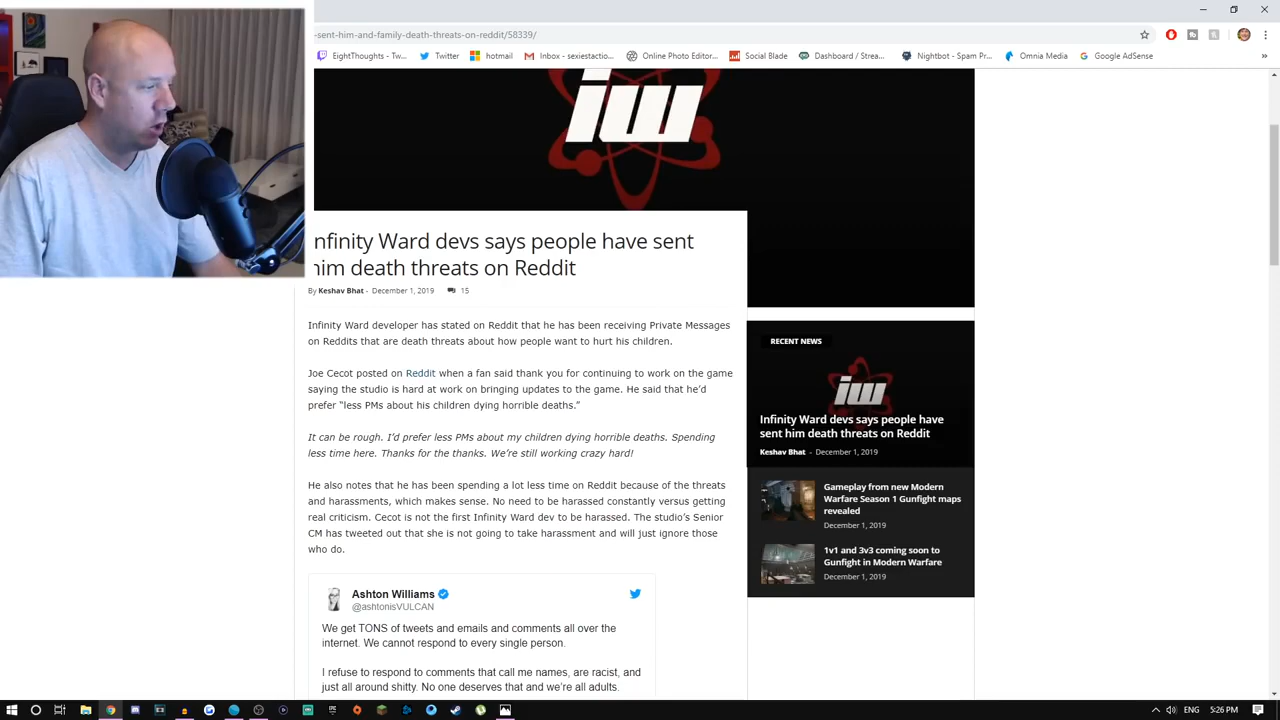 -sent-him-and-family-death-threats-on-reddit/58339/
EightThoughts - Tw...
Twitter
hotmail
Inbox - sexiestactio...
Online Photo Editor...
Social Blade
Dashboard / Strea...
Nightbot - Spam Pr...
Omnia Media
Google AdSense
»
iw
nfinity Ward devs says people have sent
him death threats on Reddit
By Keshav Bhat - December 1, 2019 15
Infinity Ward developer has stated on Reddit that he has been receiving Private Messages
on Reddits that are death threats about how people want to hurt his children.
Joe Cecot posted on Reddit when a fan said thank you for continuing to work on the game
saying the studio is hard at work on bringing updates to the game. He said that he’d
prefer “less PMs about his children dying horrible deaths.”
It can be rough. I’d prefer less PMs about my children dying horrible deaths. Spending
less time here. Thanks for the thanks. We’re still working crazy hard!
He also notes that he has been spending a lot less time on Reddit because of the threats
and harassments, which makes sense. No need to be harassed constantly versus getting
real criticism. Cecot is not the first Infinity Ward dev to be harassed. The studio’s Senior
CM has tweeted out that she is not going to take harassment and will just ignore those
who do.
Ashton Williams
@ashtonisVULCAN
We get TONS of tweets and emails and comments all over the
internet. We cannot respond to every single person.
I refuse to respond to comments that call me names, are racist, and
just all around shitty. No one deserves that and we’re all adults.
RECENT NEWS
iw
Infinity Ward devs says people have
sent him death threats on Reddit
Keshav Bhat - December 1, 2019
Gameplay from new Modern
Warfare Season 1 Gunfight maps
revealed
December 1, 2019
1v1 and 3v3 coming soon to
Gunfight in Modern Warfare
December 1, 2019
ENG 5:26 PM